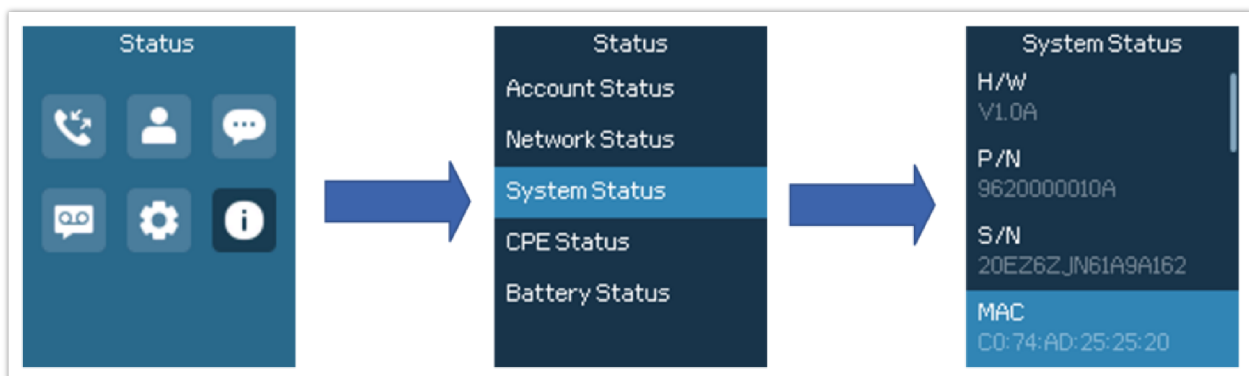 Status
Status
Account Status
Network Status
System Status
CPE Status
Battery Status
System Status
H/W
V1.0A
P/N
9620000010A
S/N
20EZ6ZJN61A9A162
MAC
C0:74:AD:25:25:20